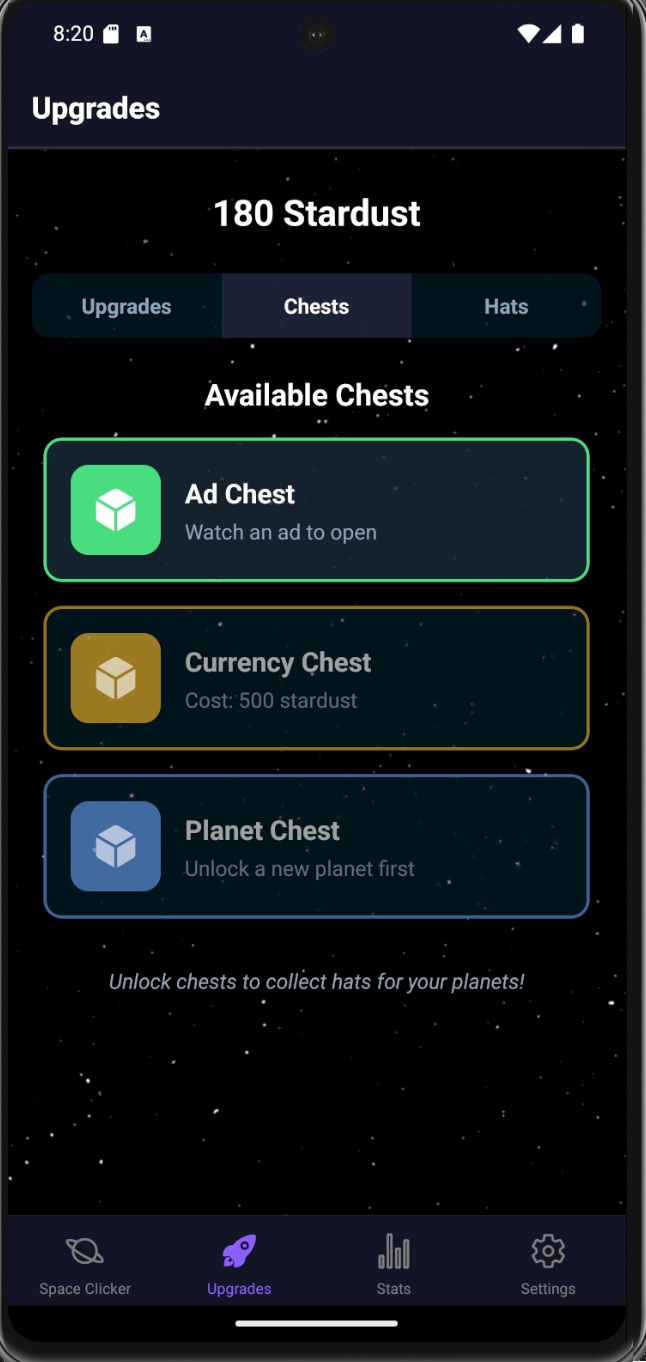 8:20
A
Upgrades
180 Stardust
Upgrades
Chests
Hats
Available Chests
Ad Chest
Watch an ad to open
Currency Chest
Cost: 500 stardust
Planet Chest
Unlock a new planet first
Unlock chests to collect hats for your planets!
Space Clicker
Upgrades
Stats
Settings